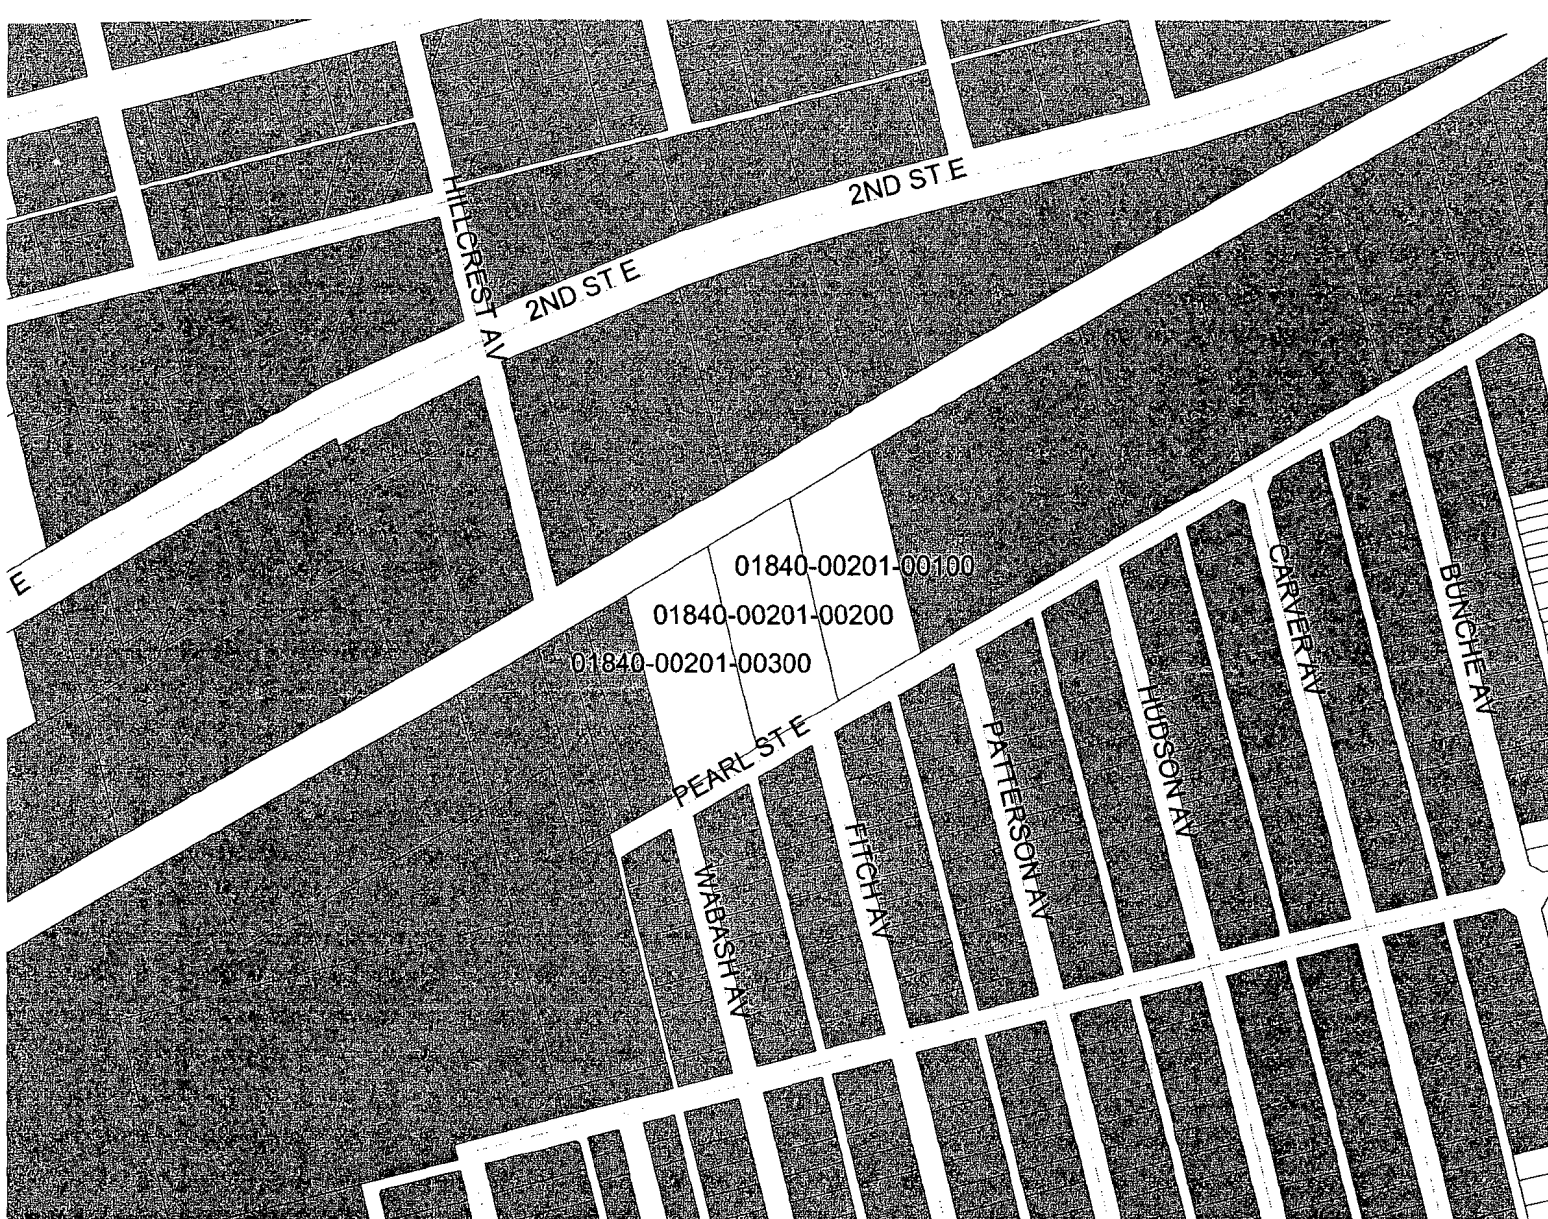 2ND ST E
HILLCREST AV
2ND ST E
E
01840-00201-00100
01840-00201-00200
01840-00201-00300
PEARL ST E
CARVER AV
BUNCHE AV
HUDSON AV
PATTERSON AV
FITCH AV
WABASH AV